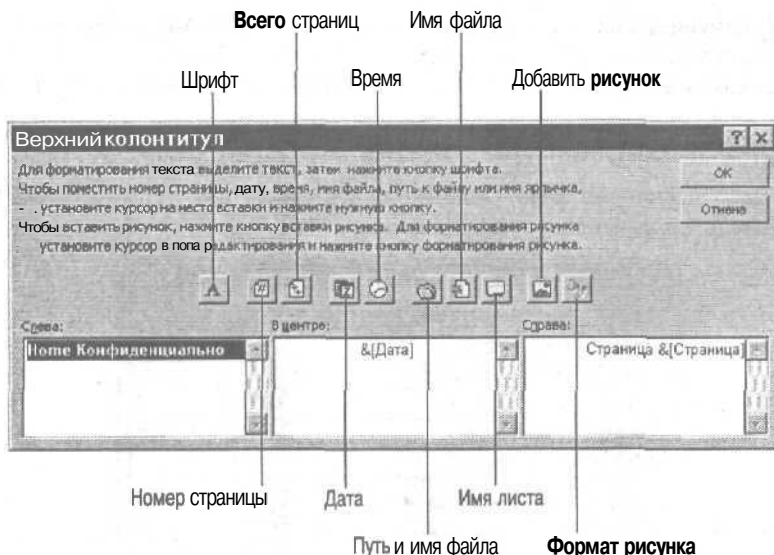 Всего страниц Имя файла
Шрифт Время Добавить рисунок
Верхний колонтитул
Для форматирования текста выделите текст, затем нажмите кнопку шрифта.
Чтобы поместить номер страницы, дату, время, имя файла, путь к файлу или имя ярлычка,
- . установите курсор на место вставки и нажмите нужную кнопку.
Чтобы вставить рисунок, нажмите кнопку вставки рисунка. Для форматирования рисунка
установите курсор в попа редактирования и нажмите кнопку форматирования рисунка.
OK
Отмена
Слева: В центре: Справа:
Home Конфиденциально &[Дата] Страница &[Страница]
Номер страницы Дата Имя листа
Путь и имя файла Формат рисунка